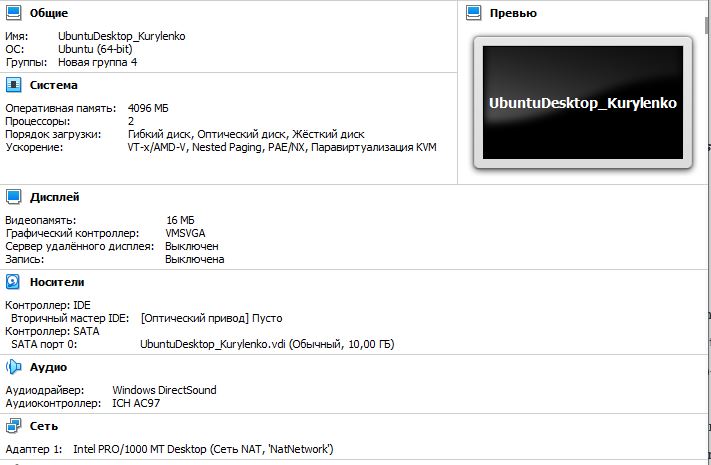 Общие
Имя: UbuntuDesktop_Kurylenko
ОС: Ubuntu (64-bit)
Группы: Новая группа 4
Превью
UbuntuDesktop_Kurylenko
Система
Оперативная память: 4096 МБ
Процессоры: 2
Порядок загрузки: Гибкий диск, Оптический диск, Жёсткий диск
Ускорение: VT-x/AMD-V, Nested Paging, PAE/NX, Паравиртуализация KVM
Дисплей
Видеопамять: 16 МБ
Графический контроллер: VMSVGA
Сервер удалённого дисплея: Выключен
Запись: Выключена
Носители
Контроллер: IDE
Вторичный мастер IDE: [Оптический привод] Пусто
Контроллер: SATA
SATA порт 0: UbuntuDesktop_Kurylenko.vdi (Обычный, 10,00 ГБ)
Аудио
Аудиодрайвер: Windows DirectSound
Аудиоконтроллер: ICH AC97
Сеть
Адаптер 1: Intel PRO/1000 MT Desktop (Сеть NAT, 'NatNetwork')